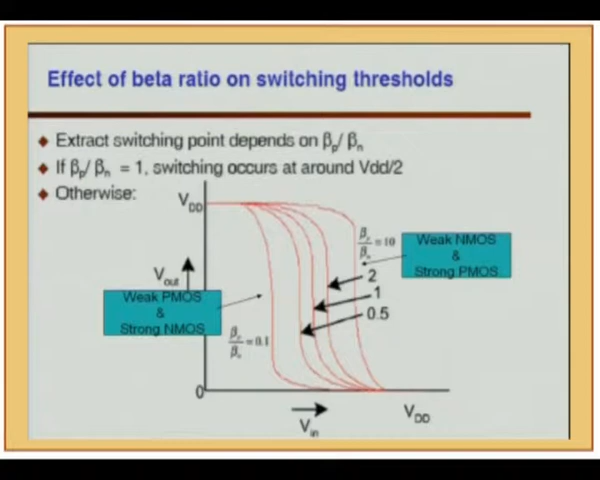 Effect of beta ratio on switching thresholds
Extract switching point depends on βp/ βn
If βp/ βn = 1, switching occurs at around Vdd/2
Otherwise:
VDD
βp/βn = 10
Weak NMOS
&
Strong PMOS
Vout
2
1
0.5
Weak PMOS
&
Strong NMOS
βp/βn = 0.1
0
Vin
VDD